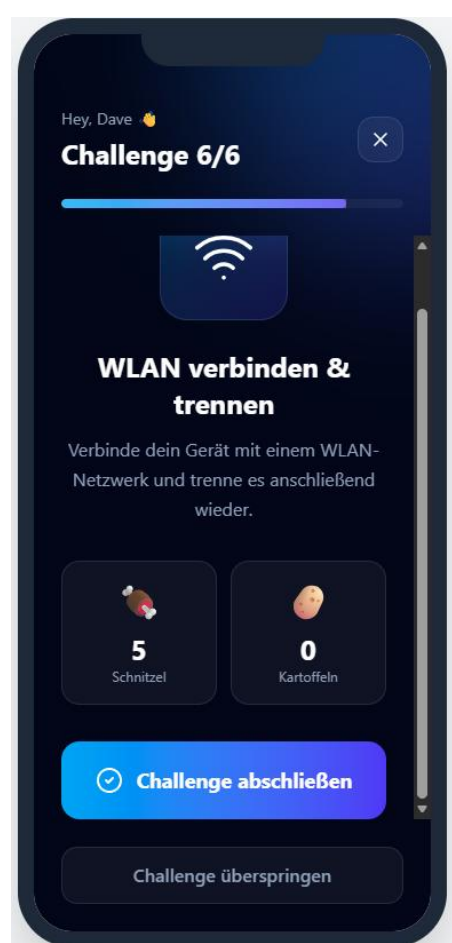 Hey, Dave 👋
Challenge 6/6
WLAN verbinden &
trennen
Verbinde dein Gerät mit einem WLAN-
Netzwerk und trenne es anschließend
wieder.
5
Schnitzel
0
Kartoffeln
Challenge abschließen
Challenge überspringen